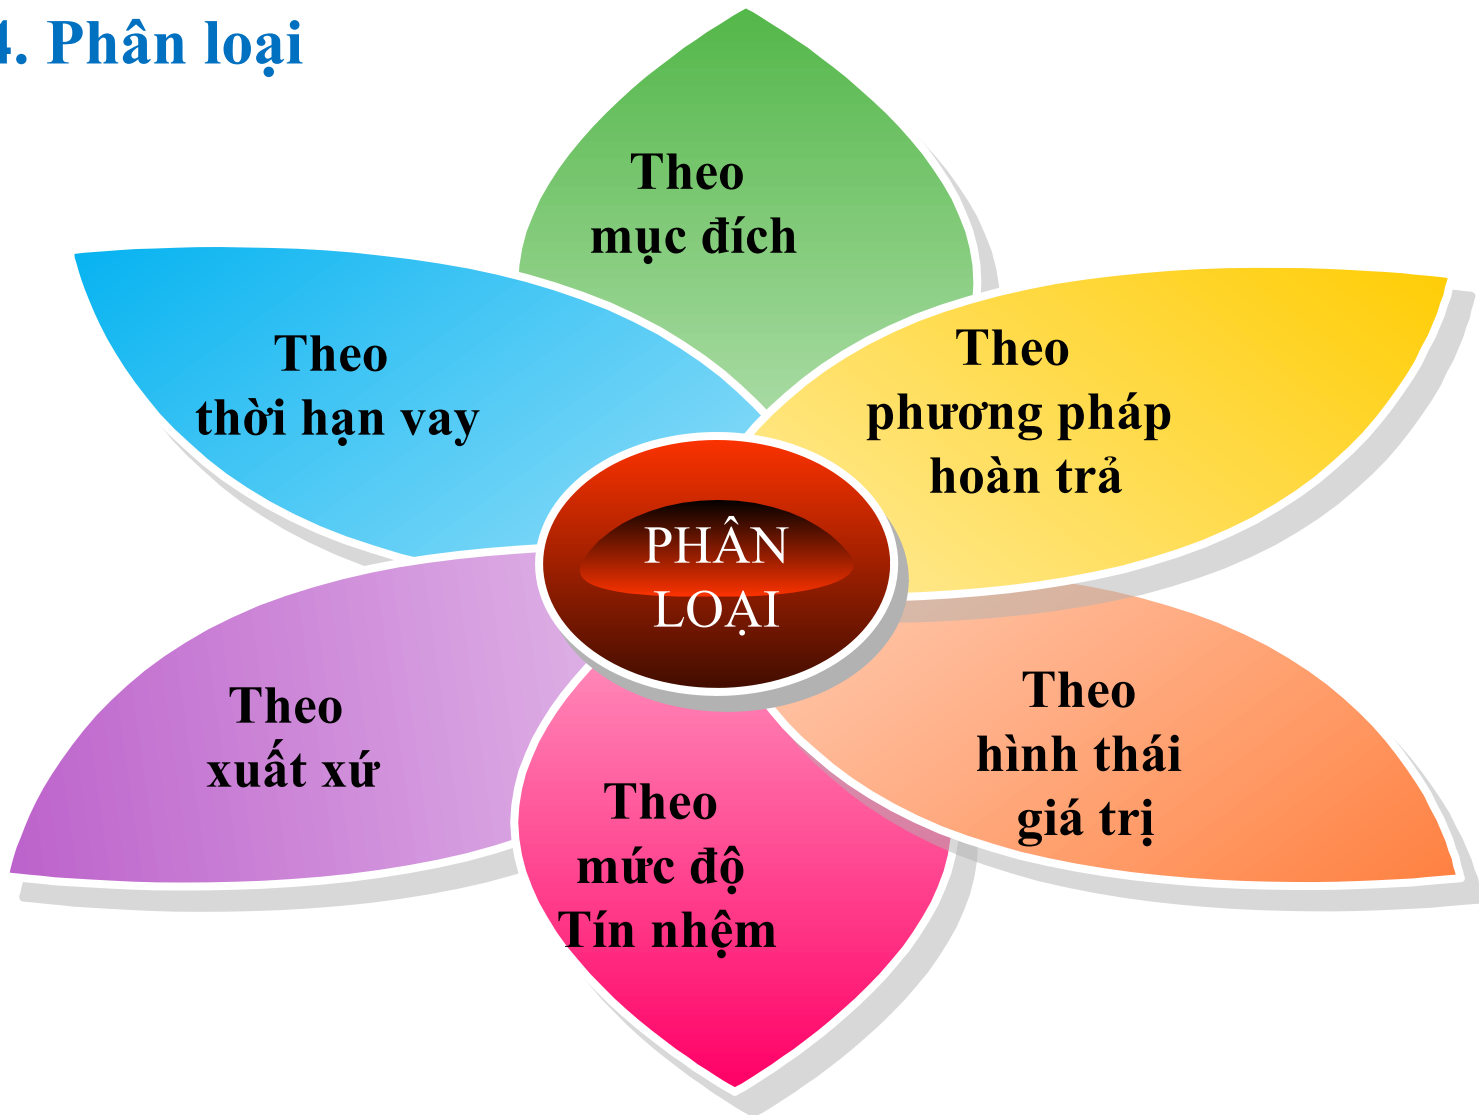 4. Phân loại
Theo
mục đích
Theo
thời hạn vay
Theo
phương pháp
hoàn trả
PHÂN
LOẠI
Theo
xuất xứ
Theo
hình thái
giá trị
Theo
mức độ
Tín nhệm